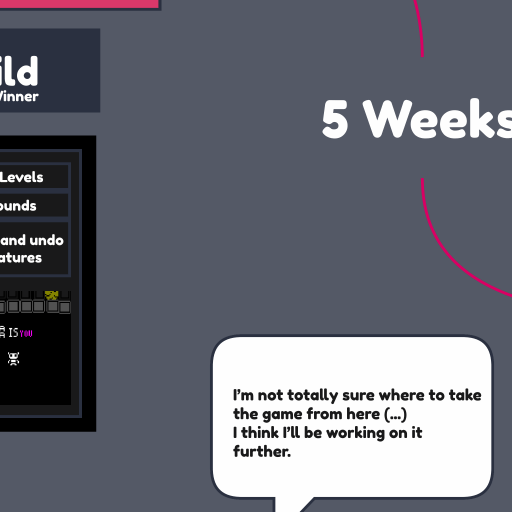 ild
Winner
5 Weeks
Levels
ounds
and undo
atures
IS YOU
I'm not totally sure where to take
the game from here (...)
I think I'll be working on it
further.